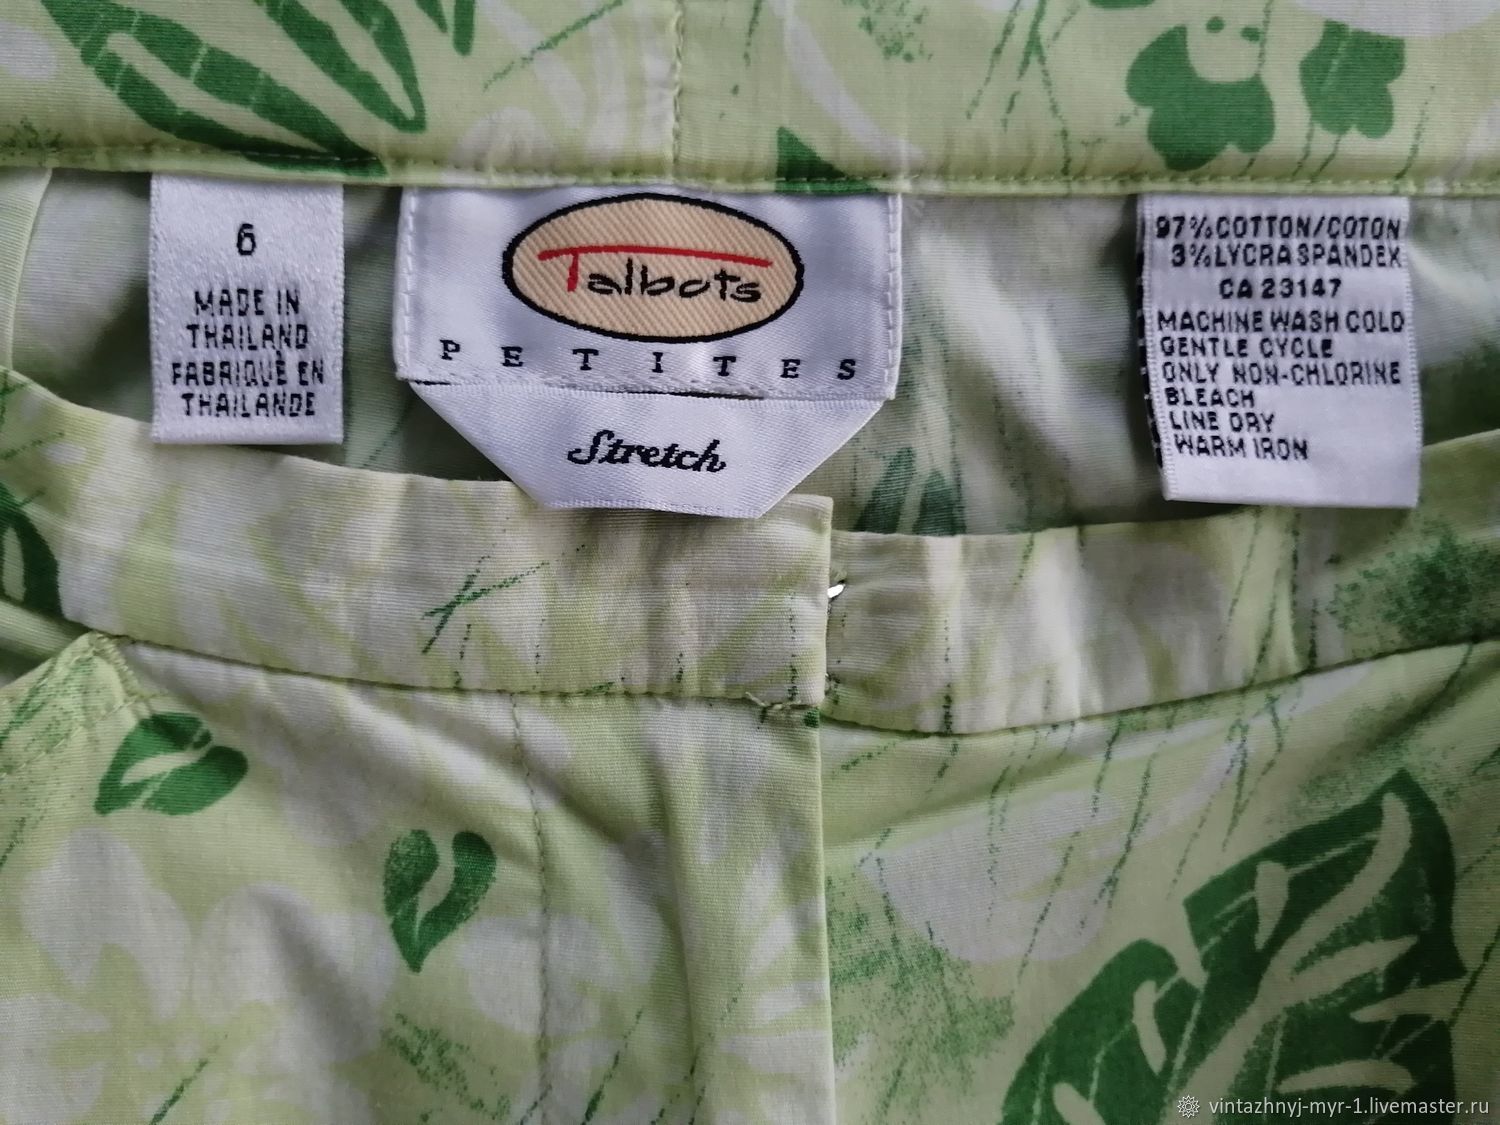 6
MADE IN
THAILAND
FABRIQUÈ EN
THAILANDE
Talbots
PETITES
Stretch
97% COTTON/COTON
3% LYCRA SPANDEX
CA 23147
MACHINE WASH COLD
GENTLE CYCLE
ONLY NON-CHLORINE
BLEACH
LINE DRY
WARM IRON
vintazhnyj-myr-1.livemaster.ru